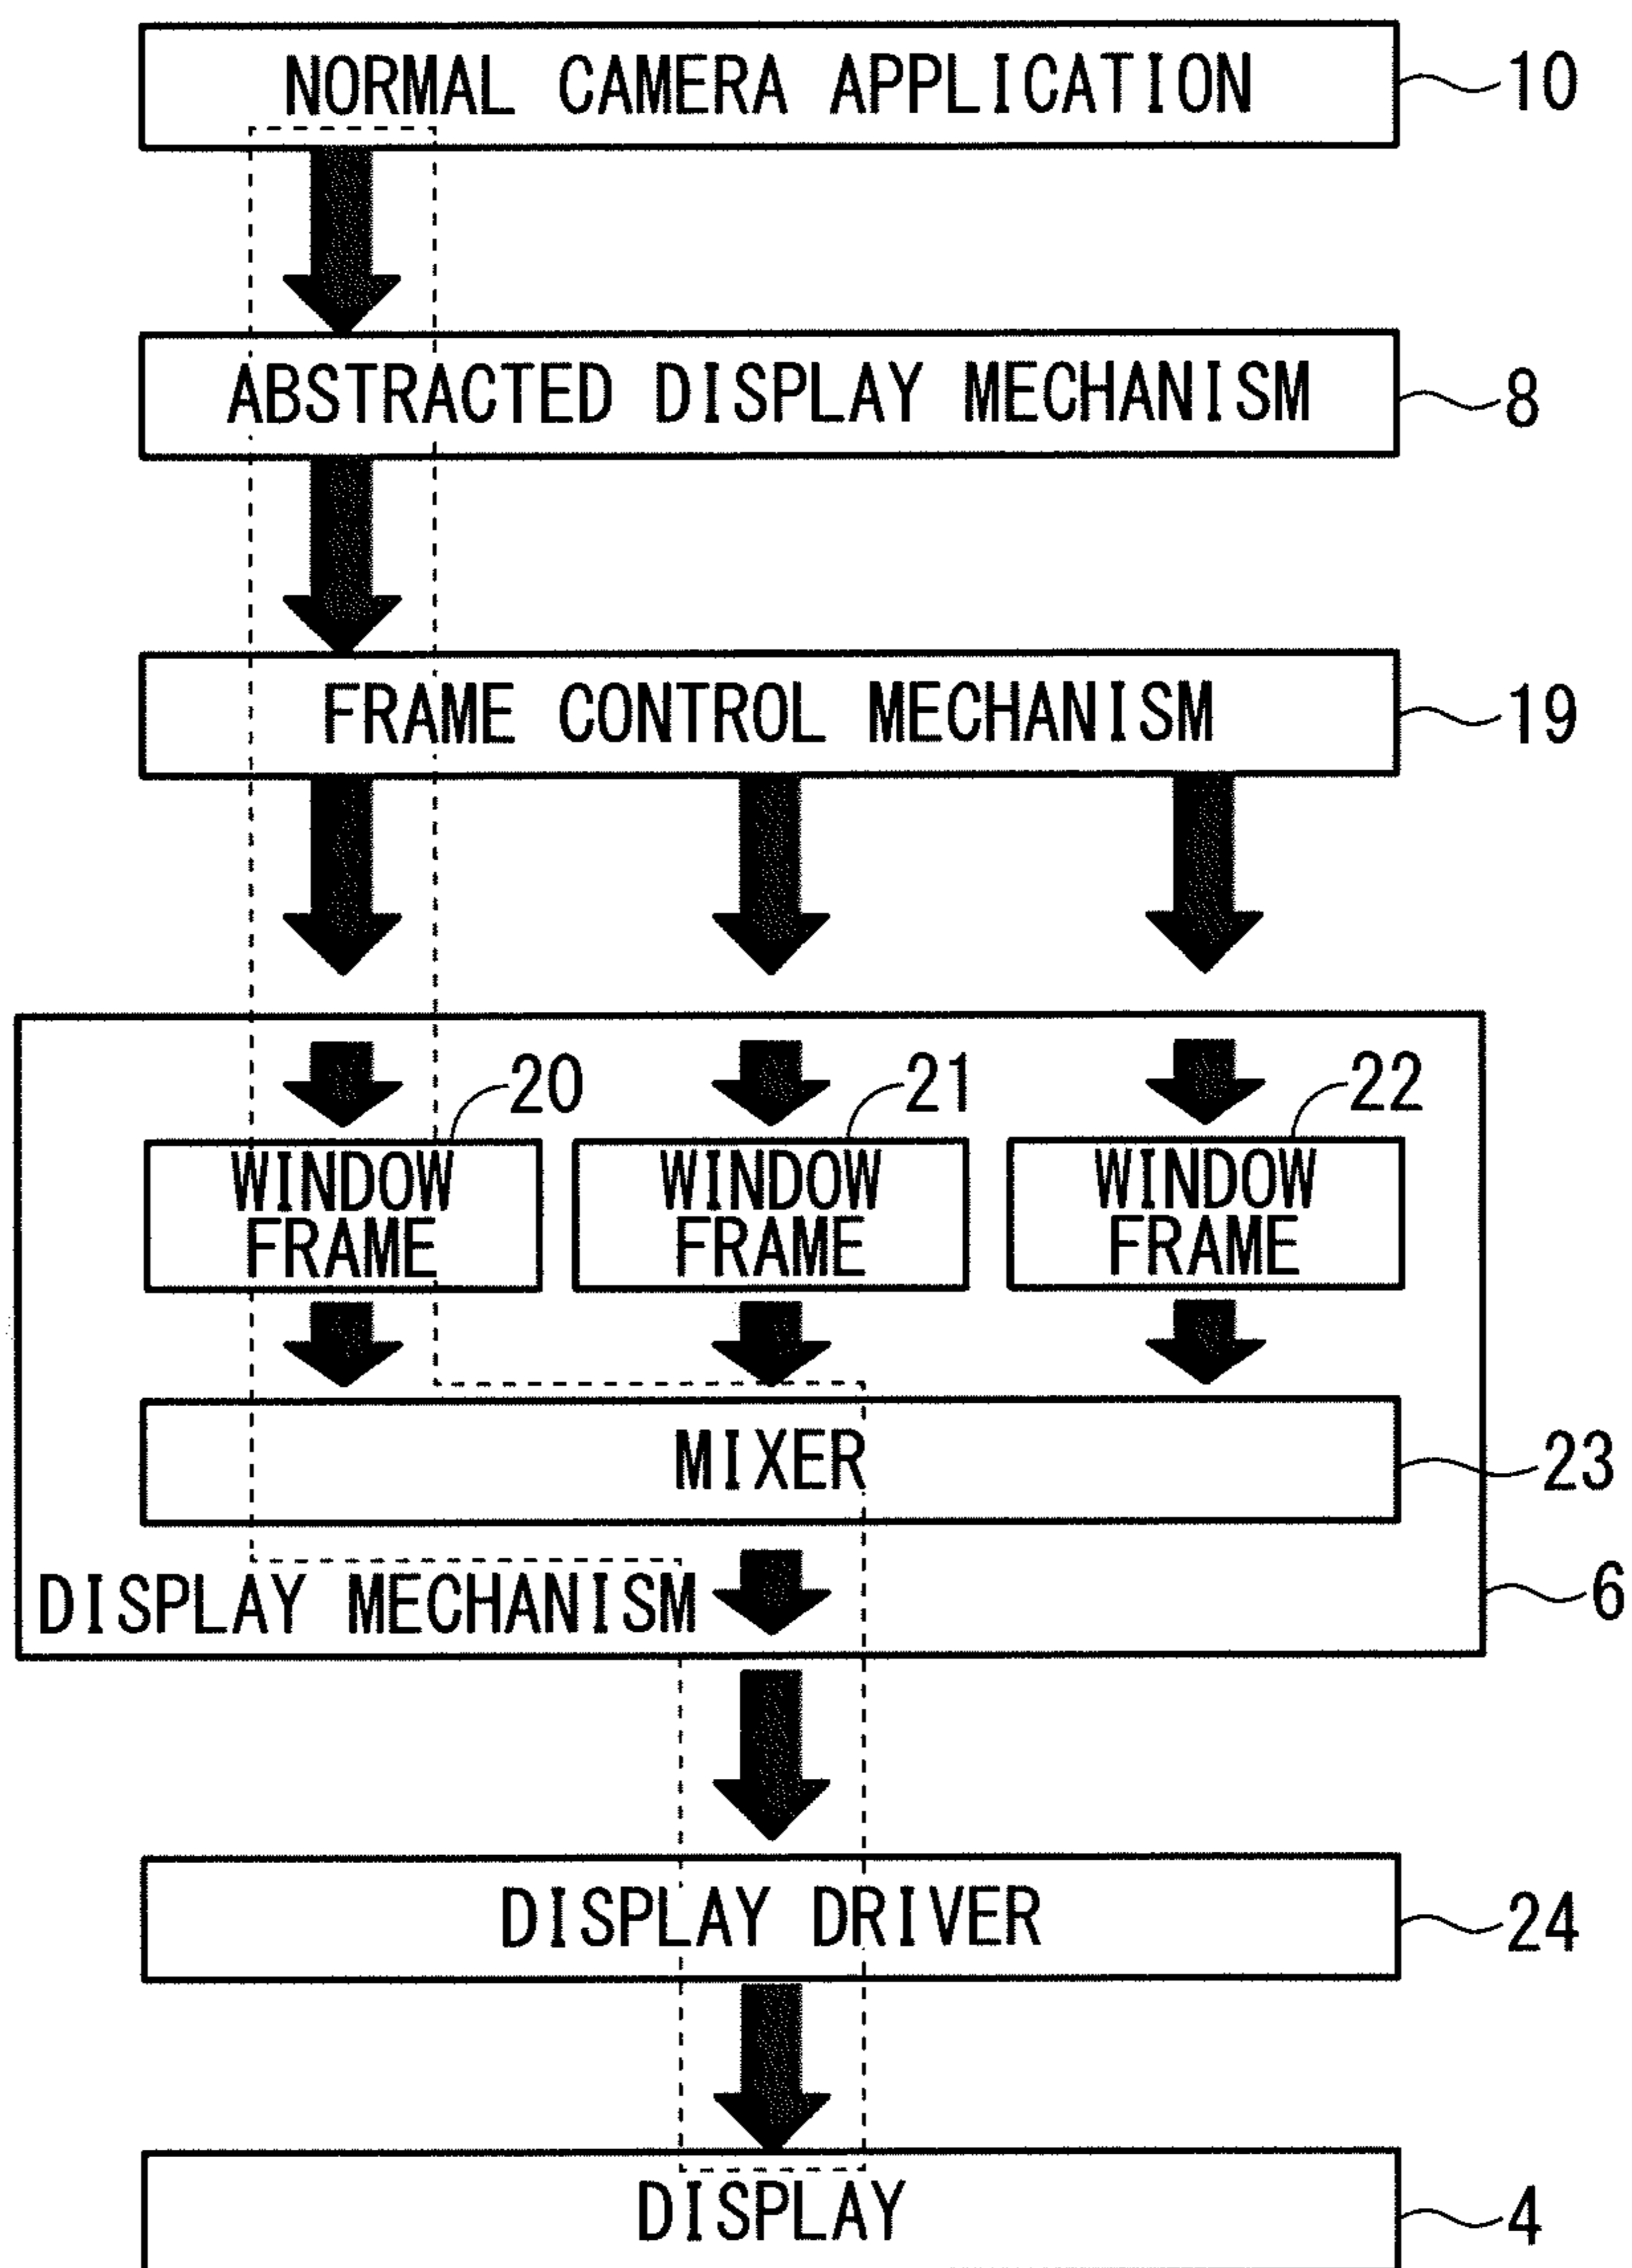 NORMAL CAMERA APPLICATION 10
ABSTRACTED DISPLAY MECHANISM 8
FRAME CONTROL MECHANISM 19
20 21 22
WINDOW FRAME
WINDOW FRAME
WINDOW FRAME
MIXER 23
DISPLAY MECHANISM 6
DISPLAY DRIVER 24
DISPLAY 4